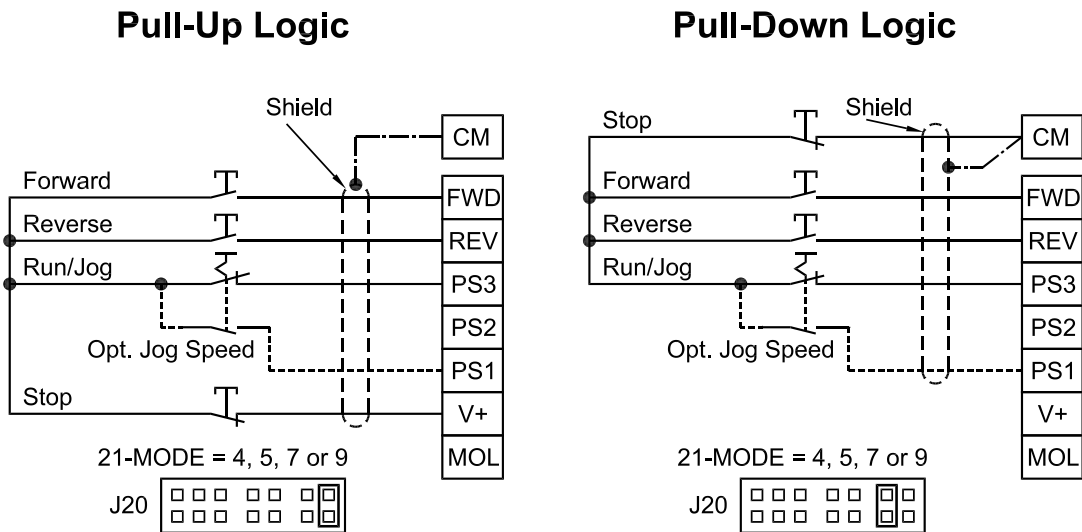 Pull-Up Logic
Shield
CM
Forward
FWD
Reverse
REV
Run/Jog
PS3
PS2
Opt. Jog Speed
PS1
Stop
V+
MOL
21-MODE = 4, 5, 7 or 9
J20
Pull-Down Logic
Stop
Shield
CM
Forward
FWD
Reverse
REV
Run/Jog
PS3
PS2
Opt. Jog Speed
PS1
V+
MOL
21-MODE = 4, 5, 7 or 9
J20